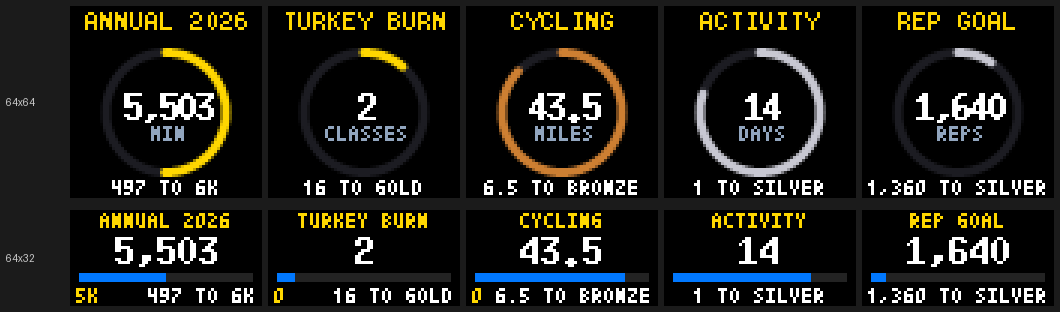 ANNUAL 2026 TURKEY BURN CYCLING ACTIVITY REP GOAL
64x64
5,503 2 43.5 14 1,640
MIN CLASSES MILES DAYS REPS
497 TO 6K 16 TO GOLD 6.5 TO BRONZE 1 TO SILVER 1,360 TO SILVER
ANNUAL 2026 TURKEY BURN CYCLING ACTIVITY REP GOAL
64x32
5,503 2 43.5 14 1,640
5K 497 TO 6K 0 16 TO GOLD 0 6.5 TO BRONZE 1 TO SILVER 1,360 TO SILVER